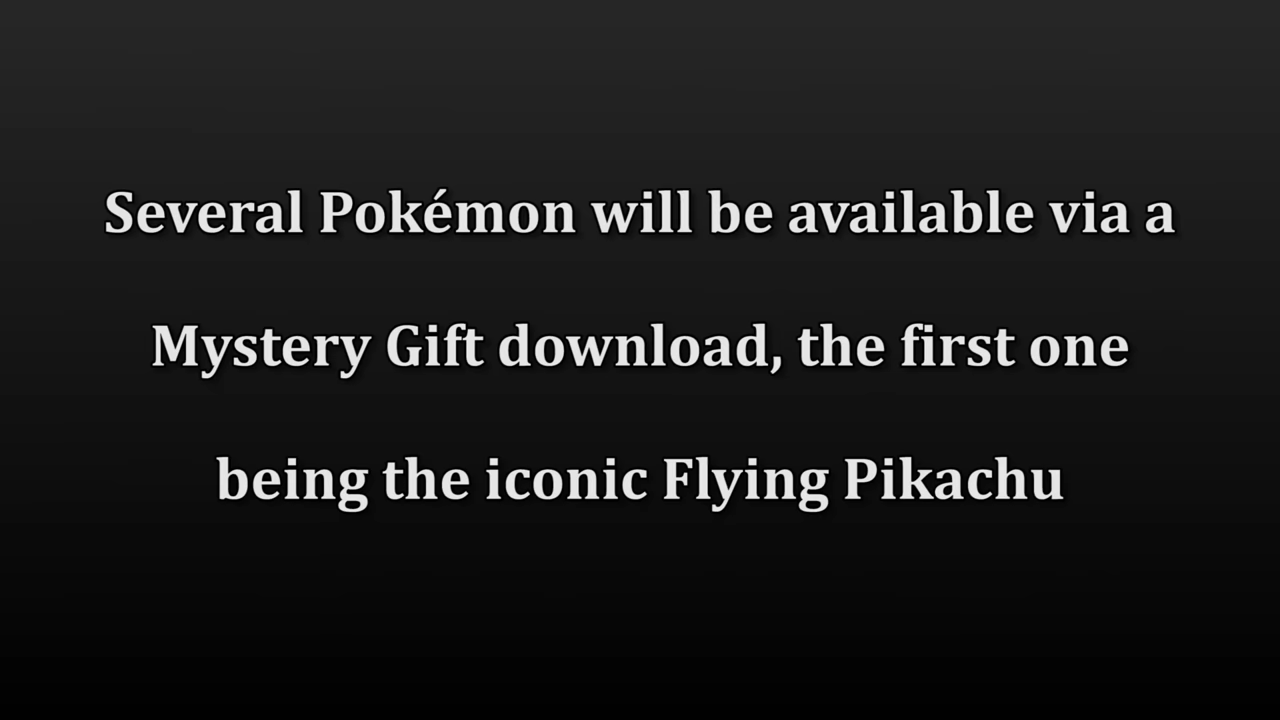 Several Pokémon will be available via a
Mystery Gift download, the first one
being the iconic Flying Pikachu